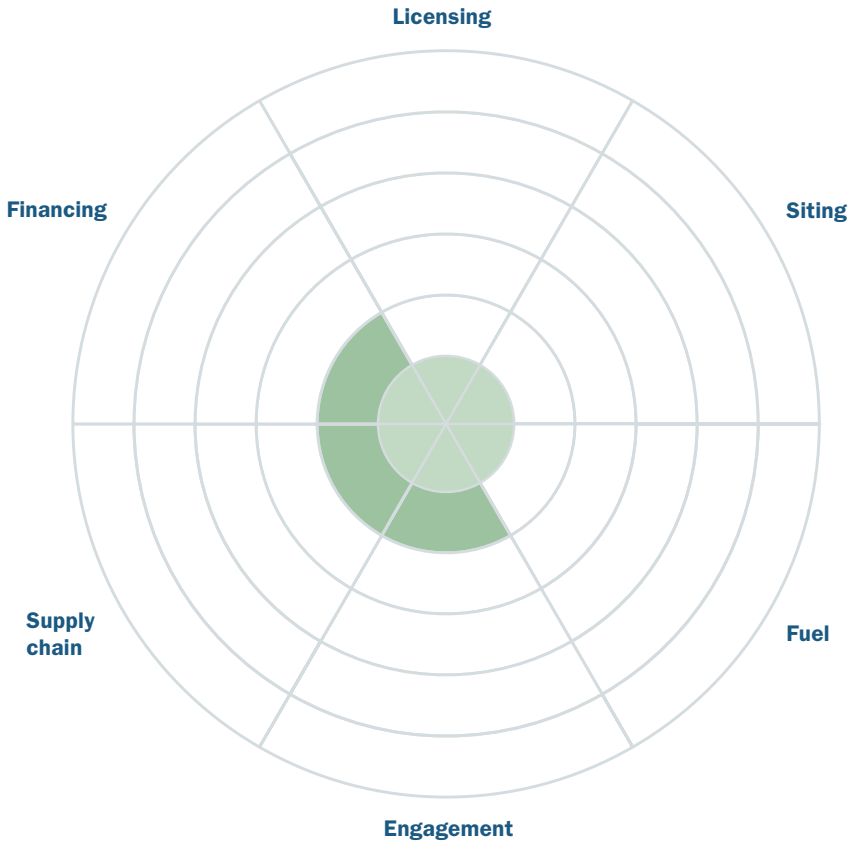 Licensing
Financing
Siting
Supply
chain
Fuel
Engagement